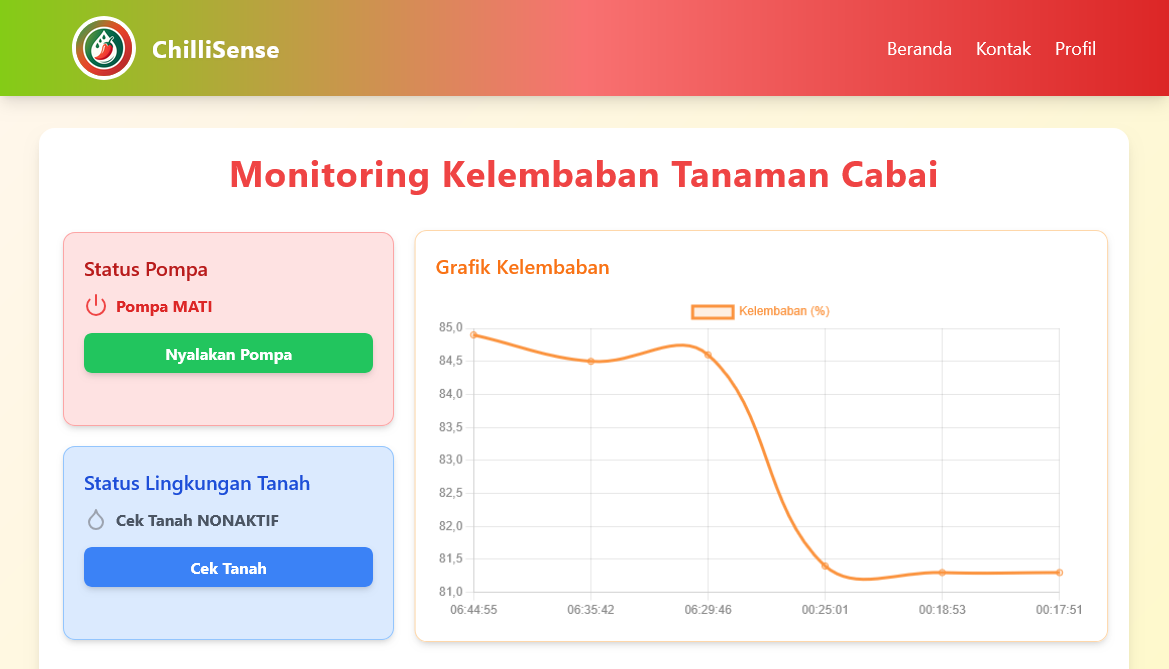 ChilliSense
Beranda Kontak Profil
Monitoring Kelembaban Tanaman Cabai
Status Pompa
Pompa MATI
Nyalakan Pompa
Status Lingkungan Tanah
Cek Tanah NONAKTIF
Cek Tanah
Grafik Kelembaban
Kelembaban (%)
85,0
84,5
84,0
83,5
83,0
82,5
82,0
81,5
81,0
06:44:55 06:35:42 06:29:46 00:25:01 00:18:53 00:17:51